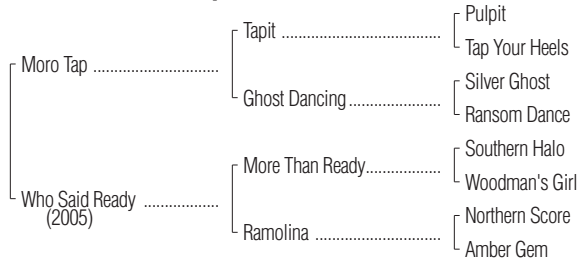 Pulpit
Tapit ..................................
Tap Your Heels
Moro Tap ...........................
Silver Ghost
Ghost Dancing.....................
Ransom Dance
Southern Halo
More Than Ready.................
Woodman's Girl
Who Said Ready ................
(2005)
Northern Score
Ramolina ............................
Amber Gem